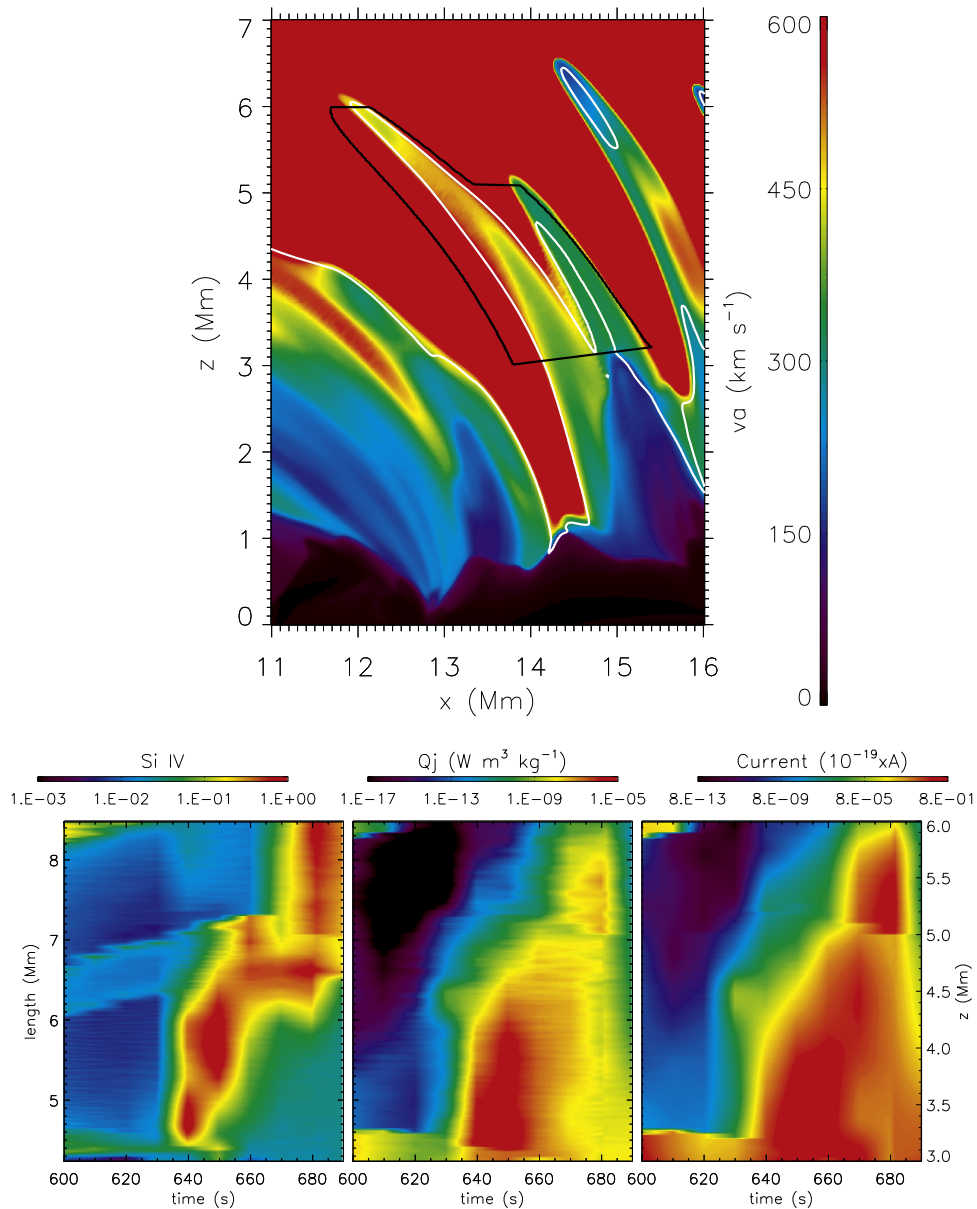 7
6
5
4
3
2
1
0
z (Mm)
11 12 13 14 15 16
x (Mm)
600
450
300
150
0
va (km s⁻¹)
Si IV
1.E−03 1.E−02 1.E−01 1.E+00
Qj (W m³ kg⁻¹)
1.E−17 1.E−13 1.E−09 1.E−05
Current (10⁻¹⁹xA)
8.E−13 8.E−09 8.E−05 8.E−01
8
7
6
5
length (Mm)
600 620 640 660 680
time (s)
600 620 640 660 680
time (s)
600 620 640 660 680
time (s)
6.0
5.5
5.0
4.5
4.0
3.5
3.0
z (Mm)